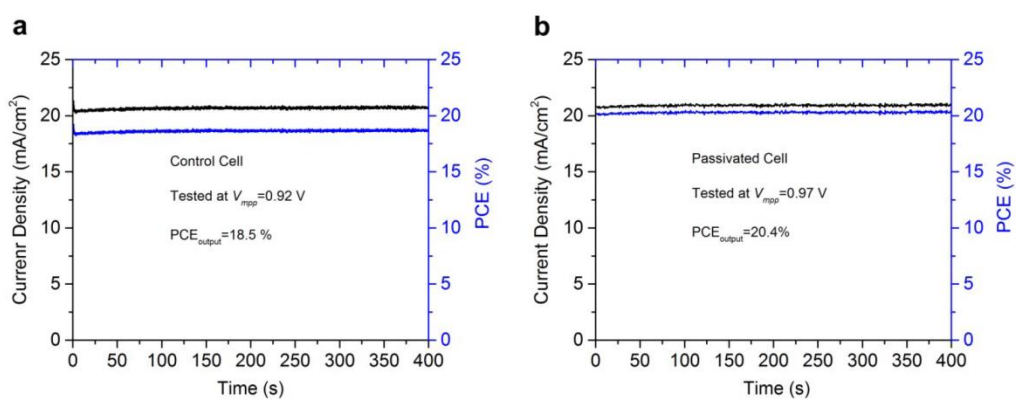 a
25
20
15
10
5
0
Currenr Density (mA/cm²)
25
20
15
10
5
0
PCE (%)
Control Cell
Tested at Vmpp=0.92 V
PCEoutput=18.5 %
0 50 100 150 200 250 300 350 400
Time (s)
b
25
20
15
10
5
0
Current Density (mA/cm²)
25
20
15
10
5
0
PCE (%)
Passivated Cell
Tested at Vmpp=0.97 V
PCEoutput=20.4%
0 50 100 150 200 250 300 350 400
Time (s)